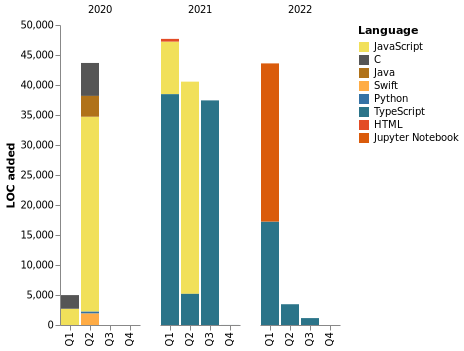 2020 2021 2022
LOC added
50,000
45,000
40,000
35,000
30,000
25,000
20,000
15,000
10,000
5,000
0
Q1 Q2 Q3 Q4 Q1 Q2 Q3 Q4 Q1 Q2 Q3 Q4
Language
JavaScript
C
Java
Swift
Python
TypeScript
HTML
Jupyter Notebook